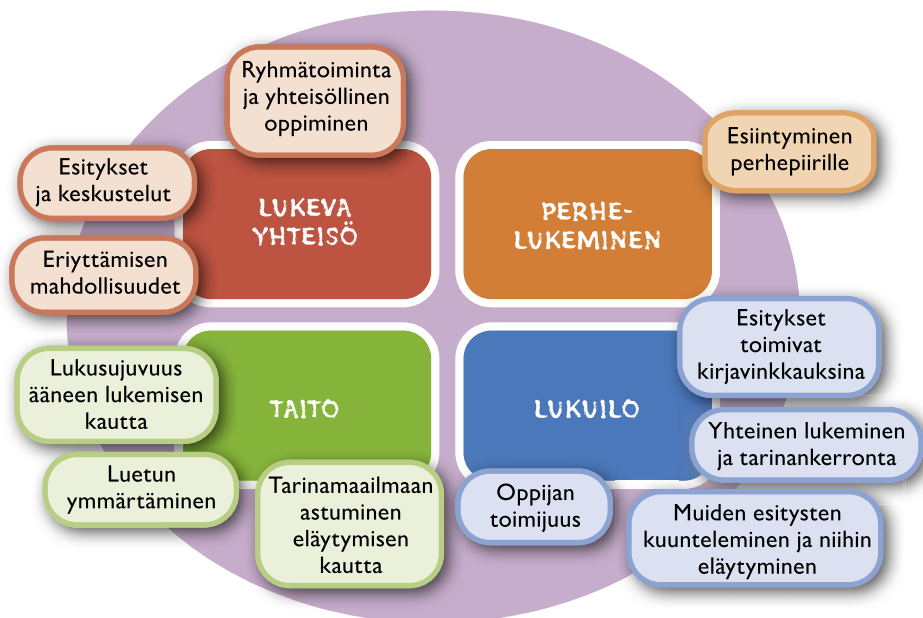 Ryhmätoiminta
ja yhteisöllinen
oppiminen
Esitykset
ja keskustelut
Eriyttämisen
mahdollisuudet
LUKEVA
YHTEISÖ
Esiintyminen
perhepiirille
PERHE-
LUKEMINEN
Lukusujuvuus
ääneen lukemisen
kautta
Luetun
ymmärtäminen
Tarinamaailmaan
astuminen
eläytymisen
kautta
TAITO
LUKUILO
Esitykset
toimivat
kirjavinkkauksina
Yhteinen lukeminen
ja tarinankerronta
Oppijan
toimijuus
Muiden esitysten
kuunteleminen ja niihin
eläytyminen